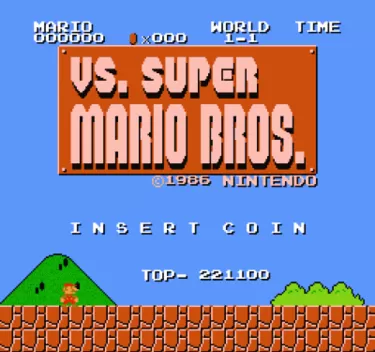 MARIO WORLD TIME
000000 ×000 1-1
VS. SUPER
MARIO BROS.
©1986 NINTENDO
INSERT COIN
TOP- 221100